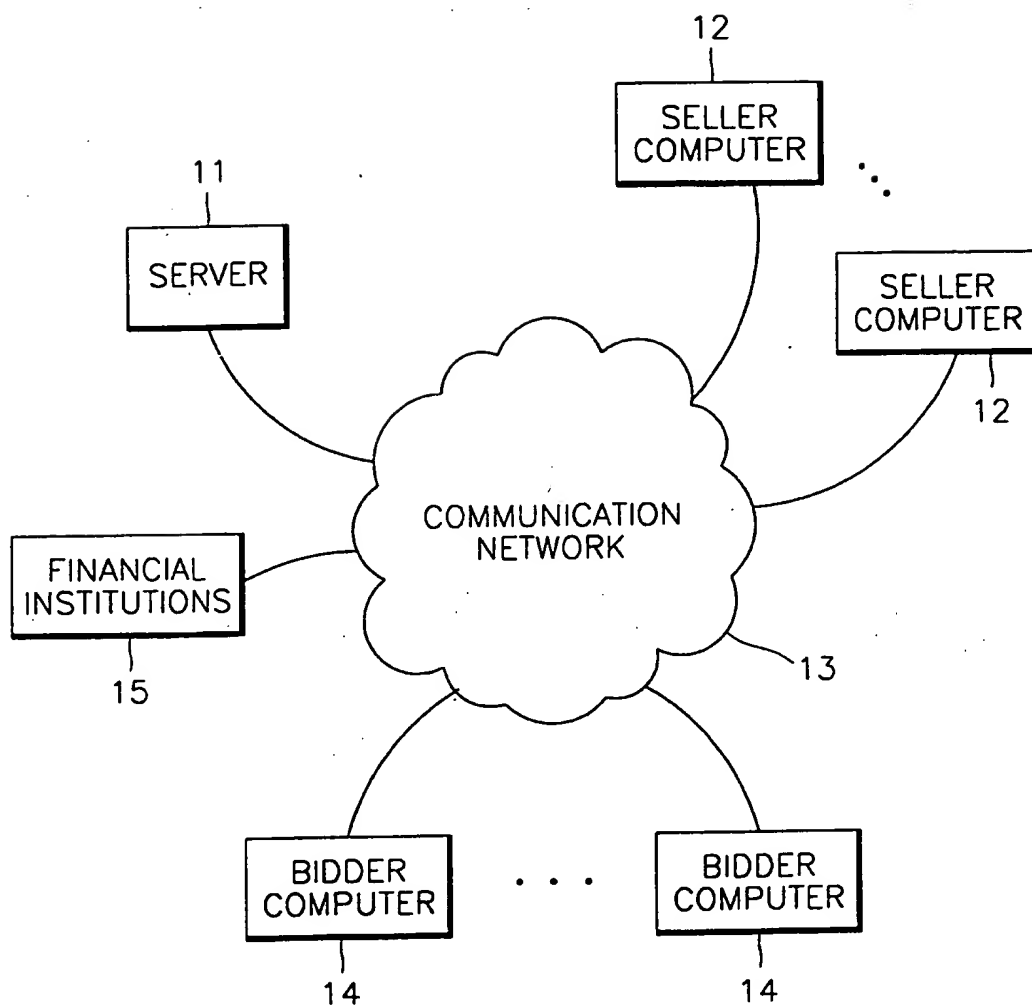 12
SELLER
COMPUTER
11
SERVER
SELLER
COMPUTER
12
COMMUNICATION
NETWORK
FINANCIAL
INSTITUTIONS
15
13
BIDDER
COMPUTER
. . .
BIDDER
COMPUTER
14
14